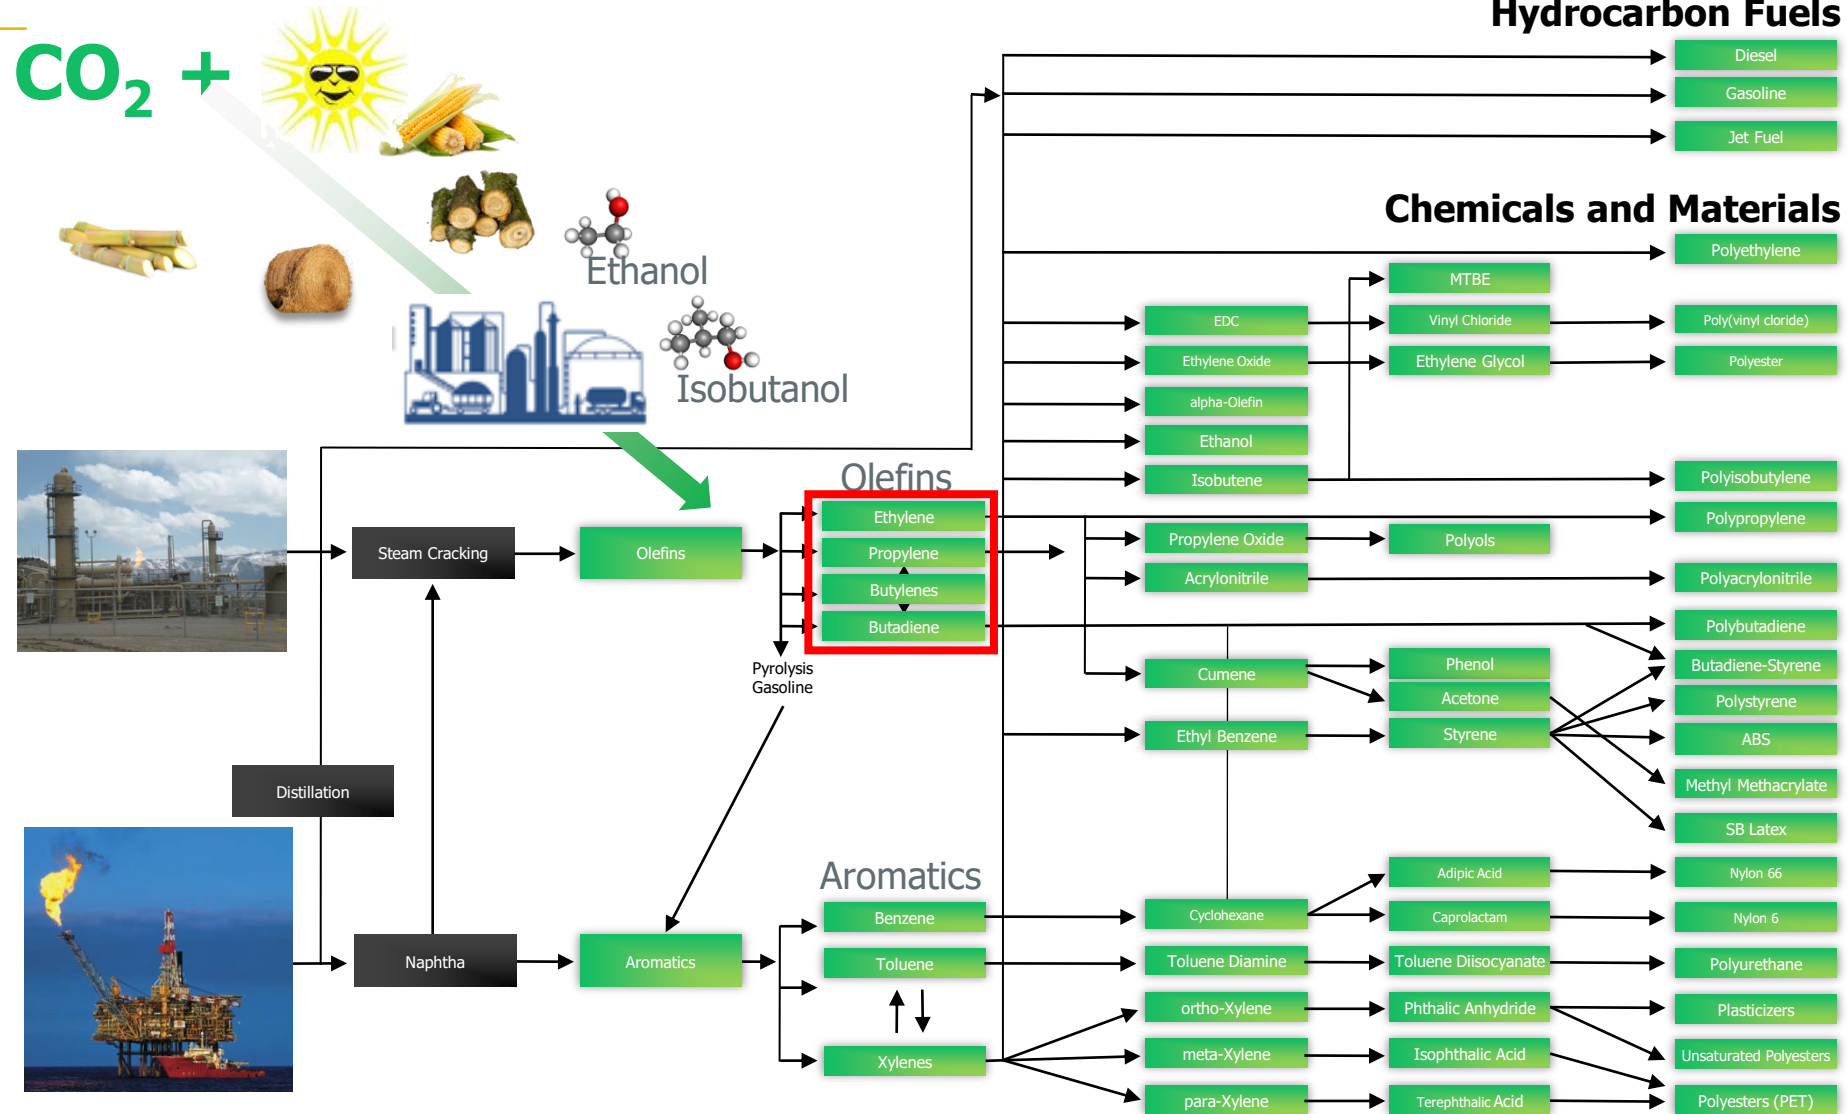 Hydrocarbon Fuels
CO₂ +
Diesel
Gasoline
Jet Fuel
Chemicals and Materials
Polyethylene
Ethanol
MTBE
EDC
Vinyl Chloride
Poly(vinyl cloride)
Isobutanol
Ethylene Oxide
Ethylene Glycol
Polyester
alpha-Olefin
Ethanol
Isobutene
Polyisobutylene
Olefins
Ethylene
Polypropylene
Steam Cracking
Olefins
Propylene
Propylene Oxide
Polyols
Butylenes
Acrylonitrile
Polyacrylonitrile
Butadiene
Polybutadiene
Pyrolysis
Gasoline
Cumene
Phenol
Butadiene-Styrene
Acetone
Polystyrene
Ethyl Benzene
Styrene
ABS
Distillation
Methyl Methacrylate
SB Latex
Aromatics
Adipic Acid
Nylon 66
Benzene
Cyclohexane
Caprolactam
Nylon 6
Naphtha
Aromatics
Toluene
Toluene Diamine
Toluene Diisocyanate
Polyurethane
ortho-Xylene
Phthalic Anhydride
Plasticizers
Xylenes
meta-Xylene
Isophthalic Acid
Unsaturated Polyesters
para-Xylene
Terephthalic Acid
Polyesters (PET)